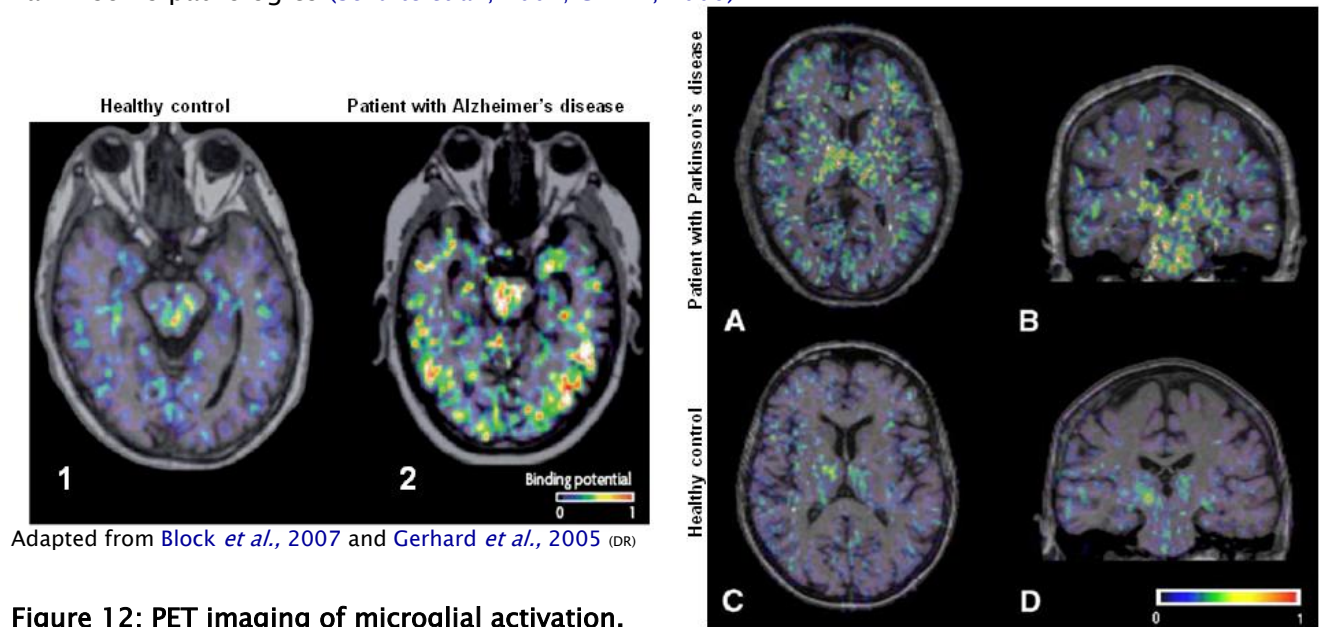 Healthy control
Patient with Alzheimer's disease
1
2
Binding potential
0 1
Adapted from Block et al., 2007 and Gerhard et al., 2005 (DR)
Figure 12: PET imaging of microglial activation.
Patient with Parkinson's disease
A
B
Healthy control
C
D
0 1